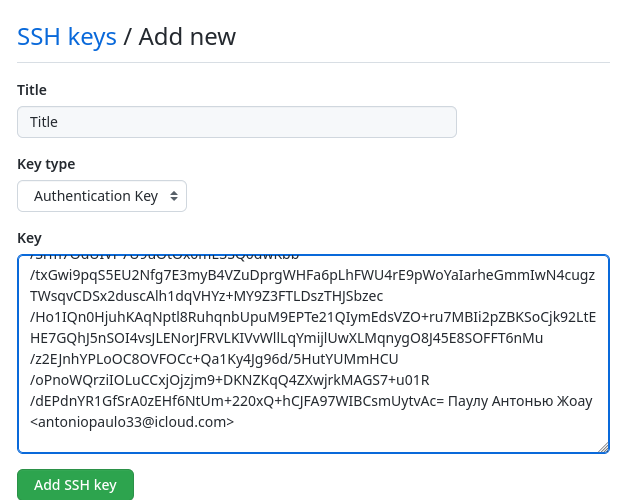 SSH keys / Add new
Title
Title
Key type
Authentication Key
Key
/txGwi9pqS5EU2Nfg7E3myB4VZuDprgWHFa6pLhFWU4rE9pWoYaIarheGmmIwN4cugz
TWsqvCDSx2duscAlh1dqVHYz+MY9Z3FTLDszTHJSbzec
/Ho1IQn0HjuhKAqNptl8RuhqnbUpuM9EPTe21QIymEdsVZO+ru7MBIi2pZBKSoCjk92LtE
HE7GQhJ5nSOI4vsJLENorJFRVLKIVvWllLqYmijlUwXLMqnygO8J45E8SOFFT6nMu
/z2EJnhYPLoOC8OVFOCc+Qa1Ky4Jg96d/5HutYUMmHCU
/oPnoWQrziIOLuCCxjOjzjm9+DKNZKqQ4ZXwjrkMAGS7+u01R
/dEPdnYR1GfSrA0zEHf6NtUm+220xQ+hCJFA97WIBCsmUytvAc= Паулу Антонью Жоау
<antoniopaulo33@icloud.com>
Add SSH key